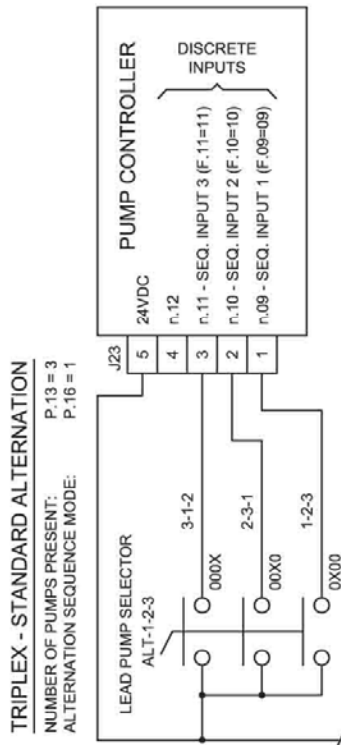 TRIPLEX - STANDARD ALTERNATION
NUMBER OF PUMPS PRESENT: P.13 = 3
ALTERNATION SEQUENCE MODE: P.16 = 1
LEAD PUMP SELECTOR
ALT-1-2-3
000X
3-1-2
00X0
2-3-1
0X00
1-2-3
J23
5
4
3
2
1
PUMP CONTROLLER
24VDC
n.12
n.11 - SEQ. INPUT 3 (F.11=11)
n.10 - SEQ. INPUT 2 (F.10=10)
n.09 - SEQ. INPUT 1 (F.09=09)
DISCRETE
INPUTS